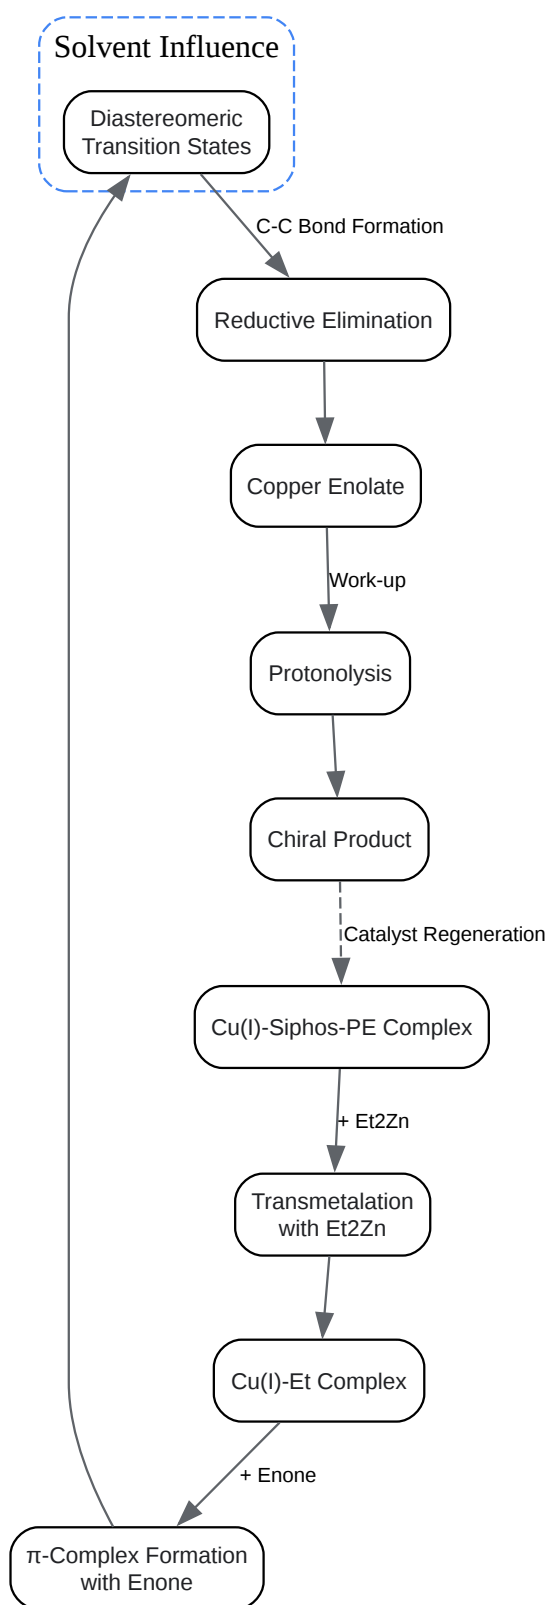 Solvent Influence
Diastereomeric
Transition States
C-C Bond Formation
Reductive Elimination
Copper Enolate
Work-up
Protonolysis
Chiral Product
Catalyst Regeneration
Cu(I)-Siphos-PE Complex
+ Et2Zn
Transmetalation
with Et2Zn
Cu(I)-Et Complex
+ Enone
π-Complex Formation
with Enone